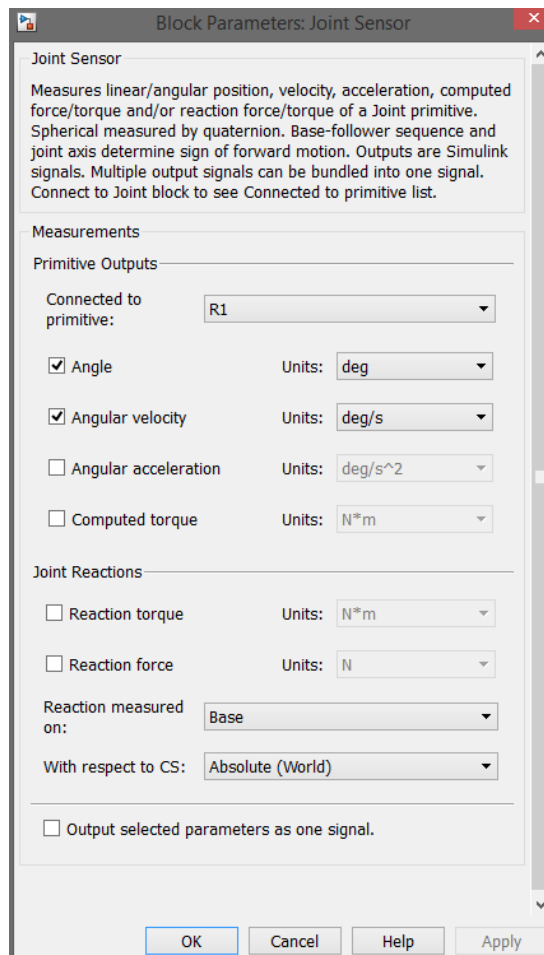 Block Parameters: Joint Sensor
Joint Sensor
Measures linear/angular position, velocity, acceleration, computed
force/torque and/or reaction force/torque of a Joint primitive.
Spherical measured by quaternion. Base-follower sequence and
joint axis determine sign of forward motion. Outputs are Simulink
signals. Multiple output signals can be bundled into one signal.
Connect to Joint block to see Connected to primitive list.
Measurements
Primitive Outputs
Connected to
primitive:
R1
Angle Units: deg
Angular velocity Units: deg/s
Angular acceleration Units: deg/s^2
Computed torque Units: N*m
Joint Reactions
Reaction torque Units: N*m
Reaction force Units: N
Reaction measured
on:
Base
With respect to CS: Absolute (World)
Output selected parameters as one signal.
OK Cancel Help Apply